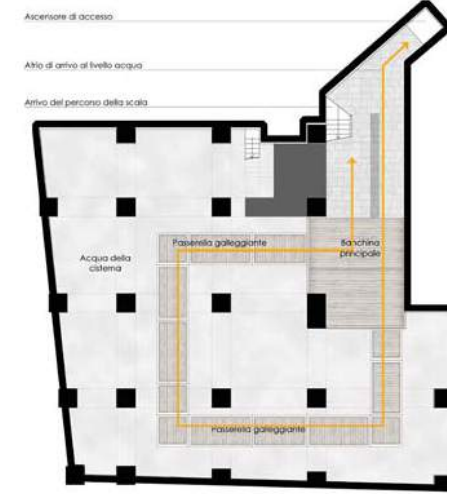 Ascensore di accesso
Atrio di arrivo al livello acqua
Arrivo del percorso della scala
Passerella galleggiante
Banchina
principale
Acqua della
cisterna
Passerella galleggiante